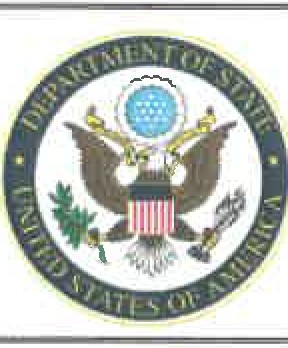 DEPARTMENT OF STATE
UNITED STATES OF AMERICA